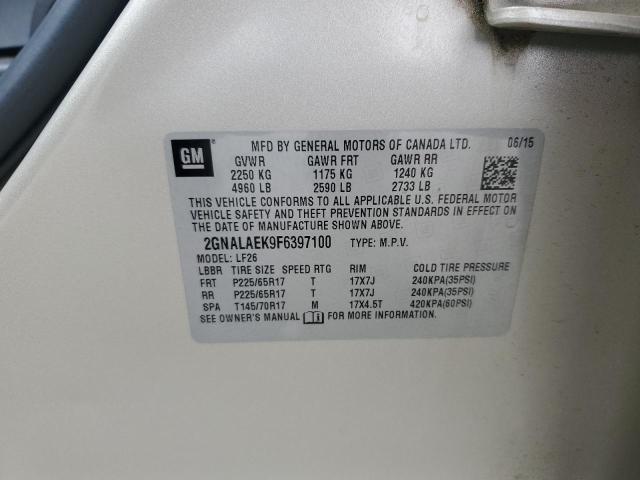 GM
MFD BY GENERAL MOTORS OF CANADA LTD. 06/15
GVWR GAWR FRT GAWR RR
2250 KG 1175 KG 1240 KG
4960 LB 2590 LB 2733 LB
THIS VEHICLE CONFORMS TO ALL APPLICABLE U.S. FEDERAL MOTOR
VEHICLE SAFETY AND THEFT PREVENTION STANDARDS IN EFFECT ON
THE DATE OF MANUFACTURE SHOWN ABOVE.
2GNALAEK9F6397100 TYPE: M.P.V.
MODEL: LF26
LBBR TIRE SIZE SPEED RTG RIM COLD TIRE PRESSURE
FRT P225/65R17 T 17X7J 240KPA(35PSI)
RR P225/65R17 T 17X7J 240KPA(35PSI)
SPA T145/70R17 M 17X4.5T 420KPA(60PSI)
SEE OWNER'S MANUAL FOR MORE INFORMATION.